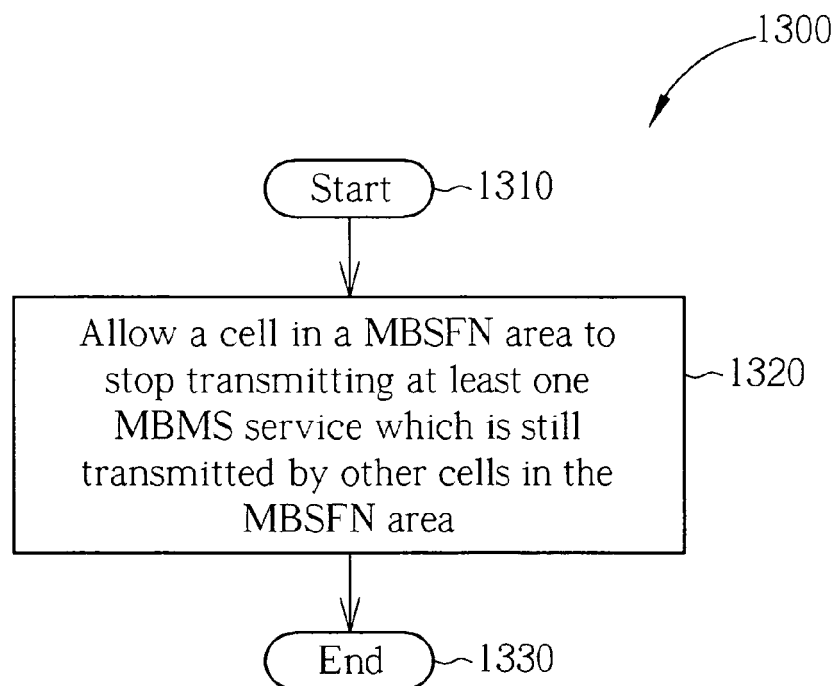 1300
Start
1310
Allow a cell in a MBSFN area to
stop transmitting at least one
MBMS service which is still
transmitted by other cells in the
MBSFN area
1320
End
1330